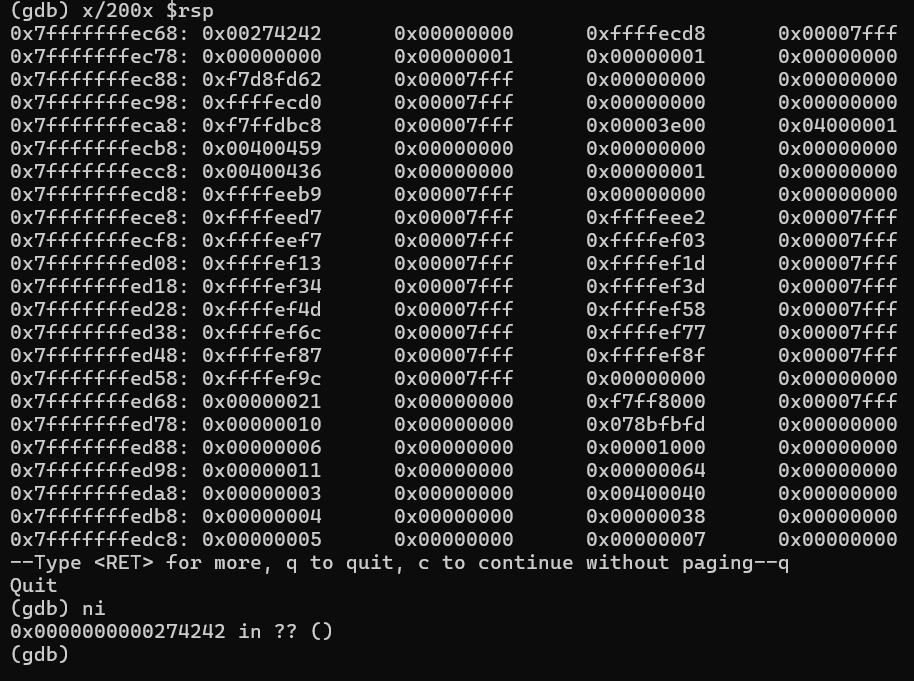 (gdb) x/200x $rsp
0x7fffffffec68: 0x00274242 0x00000000 0xffffecd8 0x00007fff
0x7fffffffec78: 0x00000000 0x00000001 0x00000001 0x00000000
0x7fffffffec88: 0xf7d8fd62 0x00007fff 0x00000000 0x00000000
0x7fffffffec98: 0xffffecd0 0x00007fff 0x00000000 0x00000000
0x7fffffffeca8: 0xf7ffdbc8 0x00007fff 0x00003e00 0x04000001
0x7fffffffecb8: 0x00400459 0x00000000 0x00000000 0x00000000
0x7fffffffecc8: 0x00400436 0x00000000 0x00000001 0x00000000
0x7fffffffecd8: 0xffffeeb9 0x00007fff 0x00000000 0x00000000
0x7fffffffece8: 0xffffeed7 0x00007fff 0xffffeee2 0x00007fff
0x7fffffffecf8: 0xffffeef7 0x00007fff 0xffffef03 0x00007fff
0x7fffffffed08: 0xffffef13 0x00007fff 0xffffef1d 0x00007fff
0x7fffffffed18: 0xffffef34 0x00007fff 0xffffef3d 0x00007fff
0x7fffffffed28: 0xffffef4d 0x00007fff 0xffffef58 0x00007fff
0x7fffffffed38: 0xffffef6c 0x00007fff 0xffffef77 0x00007fff
0x7fffffffed48: 0xffffef87 0x00007fff 0xffffef8f 0x00007fff
0x7fffffffed58: 0xffffef9c 0x00007fff 0x00000000 0x00000000
0x7fffffffed68: 0x00000021 0x00000000 0xf7ff8000 0x00007fff
0x7fffffffed78: 0x00000010 0x00000000 0x078bfbfd 0x00000000
0x7fffffffed88: 0x00000006 0x00000000 0x00001000 0x00000000
0x7fffffffed98: 0x00000011 0x00000000 0x00000064 0x00000000
0x7fffffffeda8: 0x00000003 0x00000000 0x00400040 0x00000000
0x7fffffffedb8: 0x00000004 0x00000000 0x00000038 0x00000000
0x7fffffffedc8: 0x00000005 0x00000000 0x00000007 0x00000000
--Type <RET> for more, q to quit, c to continue without paging--q
Quit
(gdb) ni
0x0000000000274242 in ?? ()
(gdb)